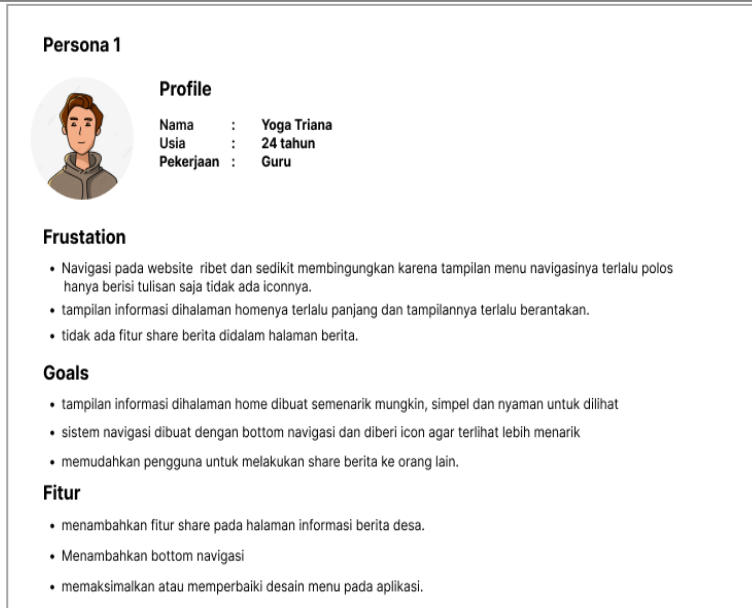 Persona 1
Profile
Nama : Yoga Triana
Usia : 24 tahun
Pekerjaan : Guru
Frustation
• Navigasi pada website ribet dan sedikit membingungkan karena tampilan menu navigasinya terlalu polos
hanya berisi tulisan saja tidak ada iconnya.
• tampilan informasi dihalaman homenya terlalu panjang dan tampilannya terlalu berantakan.
• tidak ada fitur share berita didalam halaman berita.
Goals
• tampilan informasi dihalaman home dibuat semenarik mungkin, simpel dan nyaman untuk dilihat
• sistem navigasi dibuat dengan bottom navigasi dan diberi icon agar terlihat lebih menarik
• memudahkan pengguna untuk melakukan share berita ke orang lain.
Fitur
• menambahkan fitur share pada halaman informasi berita desa.
• Menambahkan bottom navigasi
• memaksimalkan atau memperbaiki desain menu pada aplikasi.